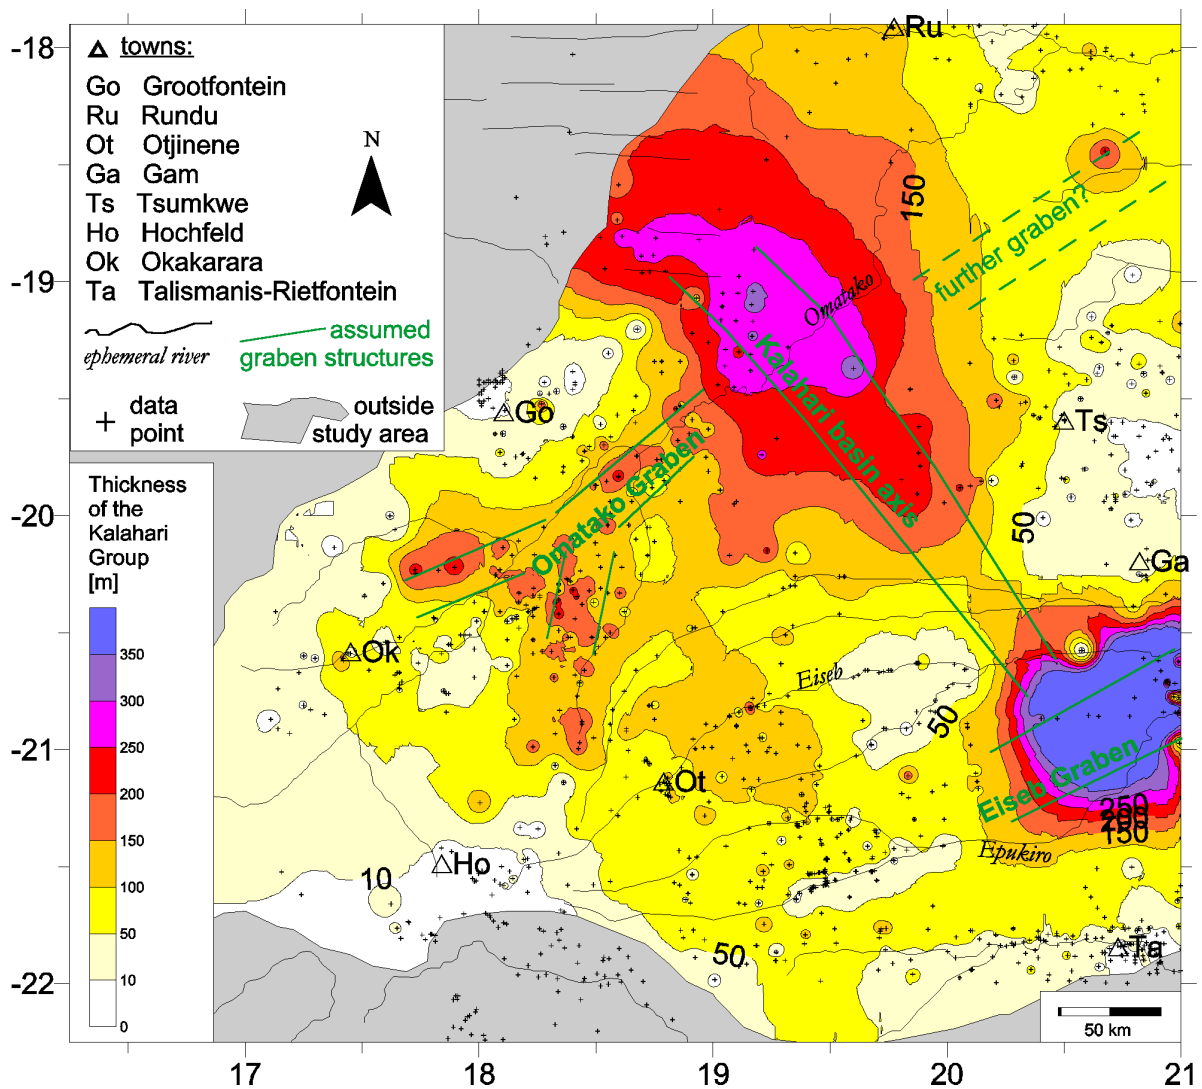 -18
-19
-20
-21
-22
towns:
Go Grootfontein
Ru Rundu
Ot Otjinene
Ga Gam
Ts Tsumkwe
Ho Hochfeld
Ok Okakarara
Ta Talismanis-Rietfontein
N
ephemeral river
assumed
graben structures
data
point
outside
study area
Thickness
of the
Kalahari
Group
[m]
350
300
250
200
150
100
50
10
0
Ru
150
further graben?
Omatako
Kalahari basin axis
Go
Ts
Omatako Graben
50
Ga
Ok
Eiseb
50
Ot
Eiseb Graben
250
200
150
Epukiro
Ho
10
50
Ta
50 km
17
18
19
20
21